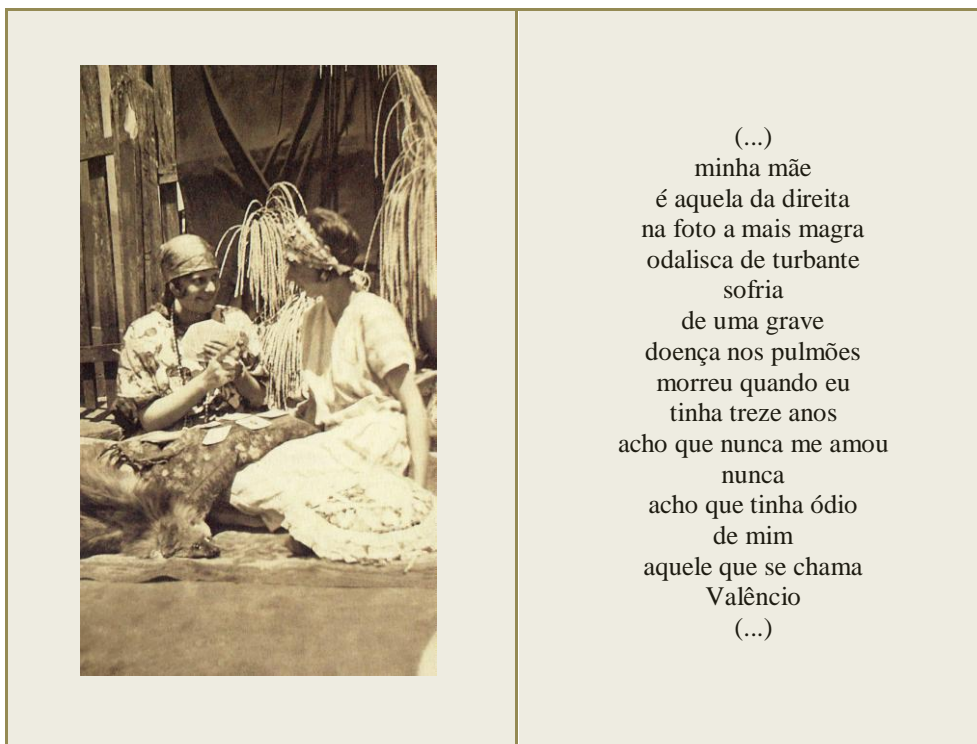 (...)
minha mãe
é aquela da direita
na foto a mais magra
odalisca de turbante
sofria
de uma grave
doença nos pulmões
morreu quando eu
tinha treze anos
acho que nunca me amou
nunca
acho que tinha ódio
de mim
aquele que se chama
Valêncio
(...)